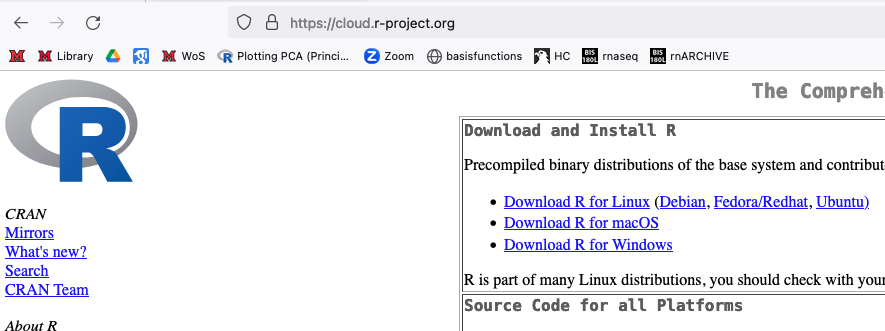 https://cloud.r-project.org
M M Library M WoS R Plotting PCA (Princi... Z Zoom basisfunctions HC BIS 180L rnaseq BIS 180L rnARCHIVE
The Compreh
R
Download and Install R
Precompiled binary distributions of the base system and contribut
Download R for Linux (Debian, Fedora/Redhat, Ubuntu)
Download R for macOS
Download R for Windows
R is part of many Linux distributions, you should check with your
Source Code for all Platforms
CRAN
Mirrors
What's new?
Search
CRAN Team
About R